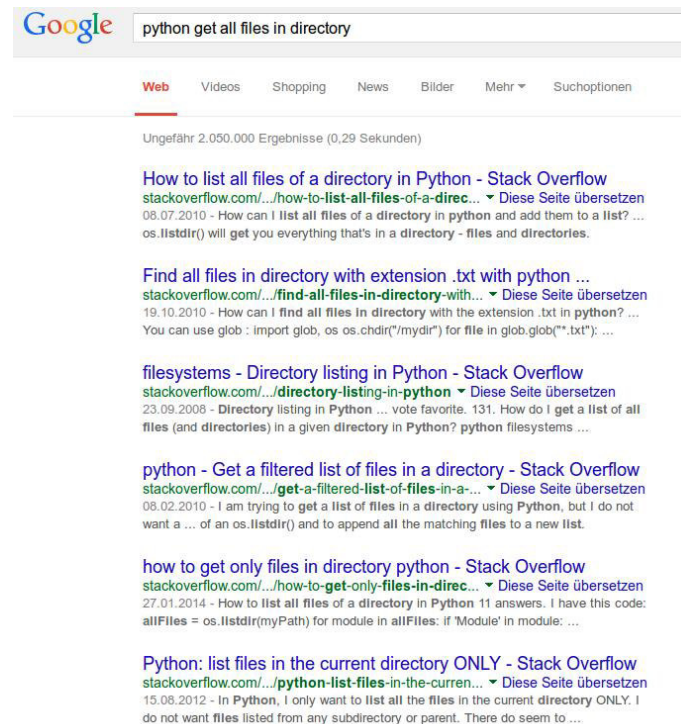 Google python get all files in directory
Web Videos Shopping News Bilder Mehr Suchoptionen
Ungefähr 2.050.000 Ergebnisse (0,29 Sekunden)
How to list all files of a directory in Python - Stack Overflow
stackoverflow.com/.../how-to-list-all-files-of-a-direc... Diese Seite übersetzen
08.07.2010 - How can I list all files of a directory in python and add them to a list? ...
os.listdir() will get you everything that's in a directory - files and directories.
Find all files in directory with extension .txt with python ...
stackoverflow.com/.../find-all-files-in-directory-with... Diese Seite übersetzen
19.10.2010 - How can I find all files in directory with the extension .txt in python? ...
You can use glob : import glob, os os.chdir("/mydir") for file in glob.glob("*.txt"): ...
filesystems - Directory listing in Python - Stack Overflow
stackoverflow.com/.../directory-listing-in-python Diese Seite übersetzen
23.09.2008 - Directory listing in Python ... vote favorite. 131. How do I get a list of all
files (and directories) in a given directory in Python? python filesystems ...
python - Get a filtered list of files in a directory - Stack Overflow
stackoverflow.com/.../get-a-filtered-list-of-files-in-a-... Diese Seite übersetzen
08.02.2010 - I am trying to get a list of files in a directory using Python, but I do not
want a ... of an os.listdir() and to append all the matching files to a new list.
how to get only files in directory python - Stack Overflow
stackoverflow.com/.../how-to-get-only-files-in-direc... Diese Seite übersetzen
27.01.2014 - How to list all files of a directory in Python 11 answers. I have this code:
allFiles = os.listdir(myPath) for module in allFiles: if 'Module' in module: ...
Python: list files in the current directory ONLY - Stack Overflow
stackoverflow.com/.../python-list-files-in-the-curren... Diese Seite übersetzen
15.08.2012 - In Python, I only want to list all the files in the current directory ONLY. I
do not want files listed from any subdirectory or parent. There do seem to ...